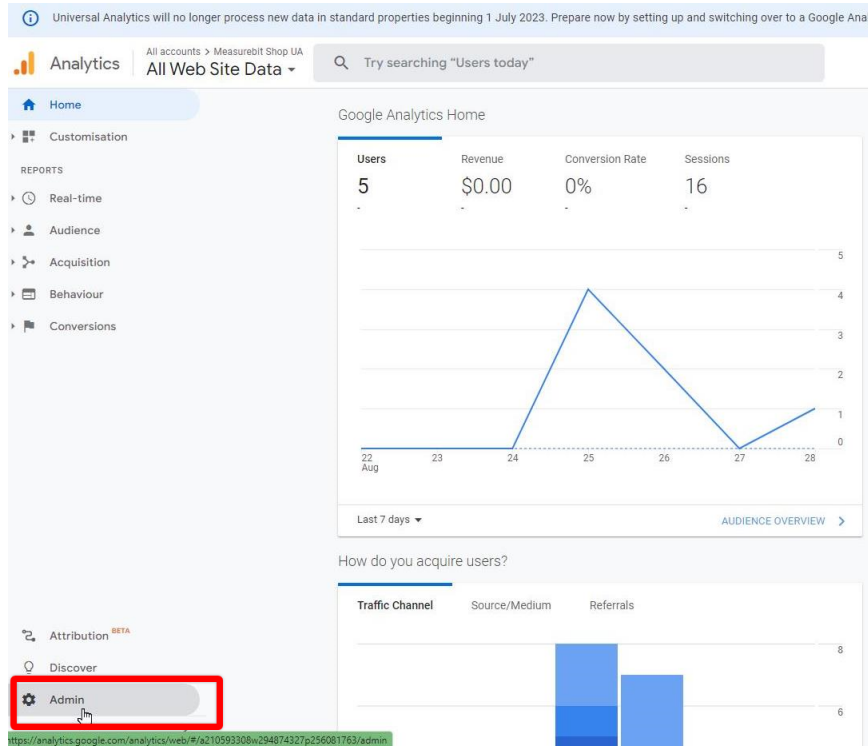 Universal Analytics will no longer process new data in standard properties beginning 1 July 2023. Prepare now by setting up and switching over to a Google Ana
Analytics
All accounts > Measurebit Shop UA
All Web Site Data
Try searching "Users today"
Home
Customisation
REPORTS
Real-time
Audience
Acquisition
Behaviour
Conversions
Attribution BETA
Discover
Admin
https://analytics.google.com/analytics/web/#/a210593308w294874327p256081763/admin
Google Analytics Home
Users Revenue Conversion Rate Sessions
5 $0.00 0% 16
- - - -
5
4
3
2
1
0
22 23 24 25 26 27 28
Aug
Last 7 days AUDIENCE OVERVIEW >
How do you acquire users?
Traffic Channel Source/Medium Referrals
8
6